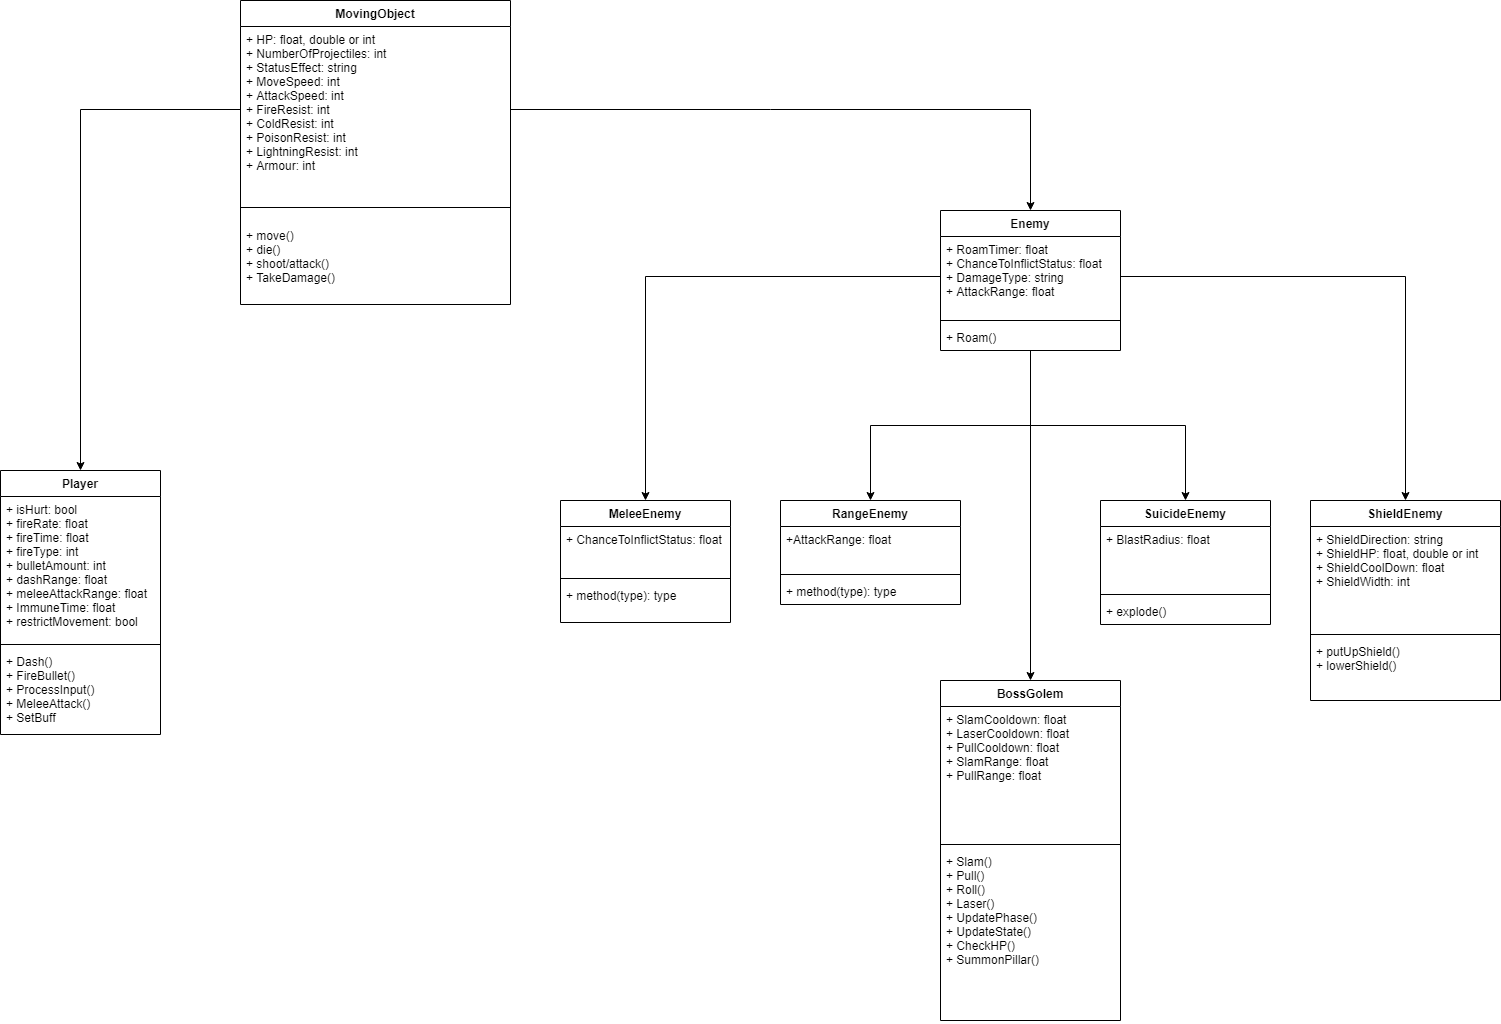 MovingObject
+ HP: float, double or int
+ NumberOfProjectiles: int
+ StatusEffect: string
+ MoveSpeed: int
+ AttackSpeed: int
+ FireResist: int
+ ColdResist: int
+ PoisonResist: int
+ LightningResist: int
+ Armour: int
+ move()
+ die()
+ shoot/attack()
+ TakeDamage()
Enemy
+ RoamTimer: float
+ ChanceToInflictStatus: float
+ DamageType: string
+ AttackRange: float
+ Roam()
Player
+ isHurt: bool
+ fireRate: float
+ fireTime: float
+ fireType: int
+ bulletAmount: int
+ dashRange: float
+ meleeAttackRange: float
+ ImmuneTime: float
+ restrictMovement: bool
+ Dash()
+ FireBullet()
+ ProcessInput()
+ MeleeAttack()
+ SetBuff
MeleeEnemy
+ ChanceToInflictStatus: float
+ method(type): type
RangeEnemy
+AttackRange: float
+ method(type): type
SuicideEnemy
+ BlastRadius: float
+ explode()
ShieldEnemy
+ ShieldDirection: string
+ ShieldHP: float, double or int
+ ShieldCoolDown: float
+ ShieldWidth: int
+ putUpShield()
+ lowerShield()
BossGolem
+ SlamCooldown: float
+ LaserCooldown: float
+ PullCooldown: float
+ SlamRange: float
+ PullRange: float
+ Slam()
+ Pull()
+ Roll()
+ Laser()
+ UpdatePhase()
+ UpdateState()
+ CheckHP()
+ SummonPillar()